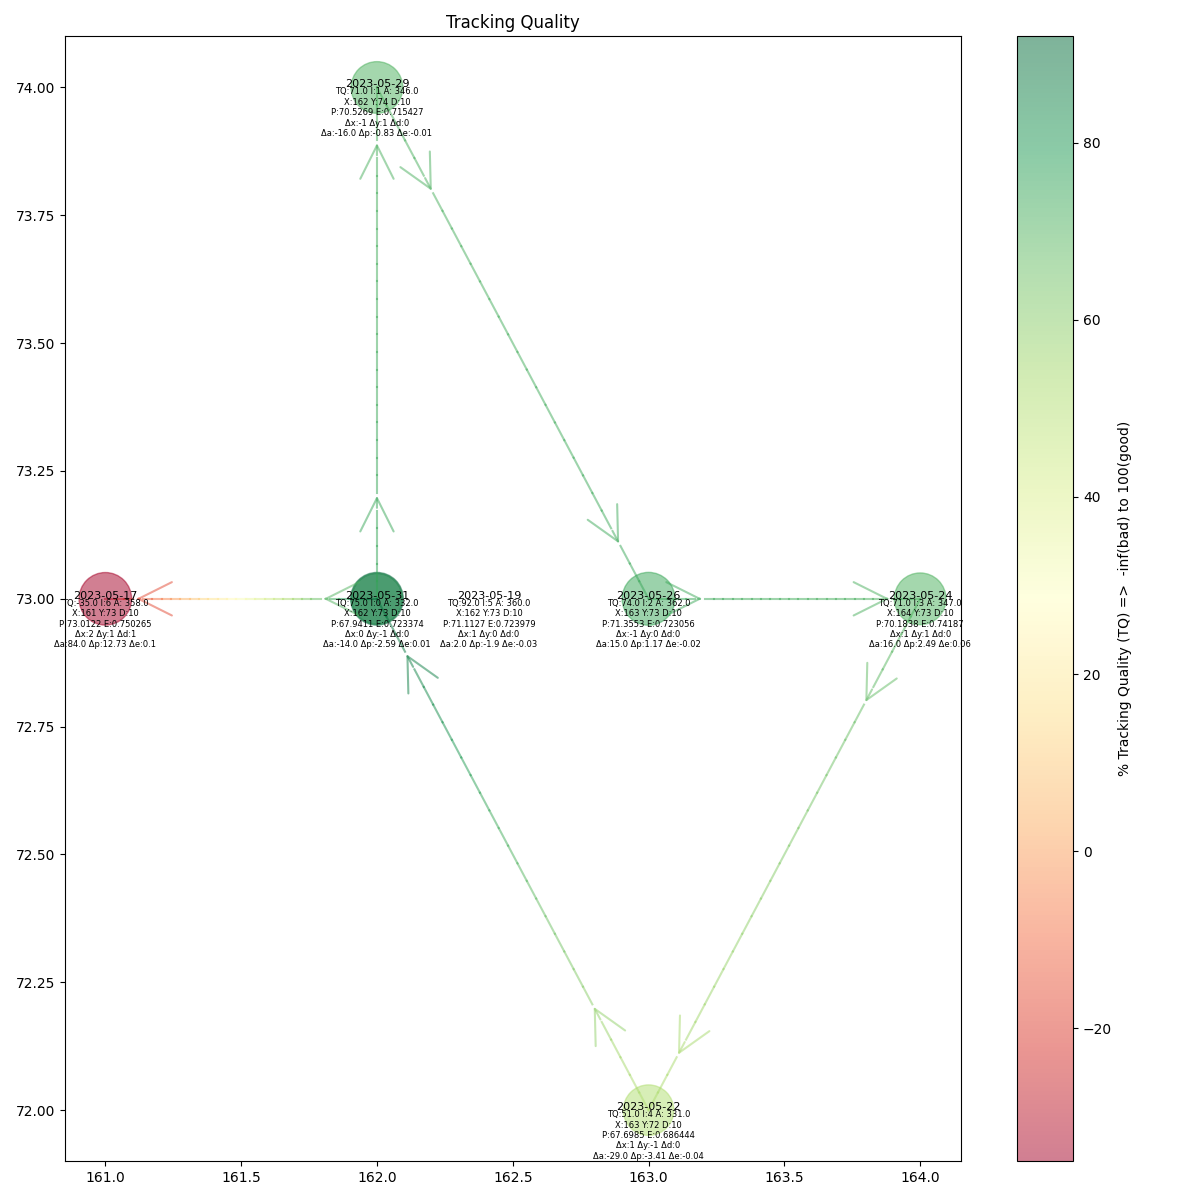 Tracking Quality
74.00
73.75
73.50
73.25
73.00
72.75
72.50
72.25
72.00
161.0
161.5
162.0
162.5
163.0
163.5
164.0
2023-05-29
TQ:71.0 I:1 A: 346.0
X:162 Y:74 D:10
P:70.5269 E:0.715427
Δx:-1 Δy:1 Δd:0
Δa:-16.0 Δp:-0.83 Δe:-0.01
2023-05-17
TQ:-35.0 I:6 A: 358.0
X:161 Y:73 D:10
P:73.0122 E:0.750265
Δx:2 Δy:1 Δd:1
Δa:84.0 Δp:12.73 Δe:0.1
2023-05-31
TQ:75.0 I:0 A: 332.0
X:162 Y:73 D:10
P:67.9411 E:0.723374
Δx:0 Δy:-1 Δd:0
Δa:-14.0 Δp:-2.59 Δe:0.01
2023-05-19
TQ:92.0 I:5 A: 360.0
X:162 Y:73 D:10
P:71.1127 E:0.723979
Δx:1 Δy:0 Δd:0
Δa:2.0 Δp:-1.9 Δe:-0.03
2023-05-26
TQ:74.0 I:2 A: 362.0
X:163 Y:73 D:10
P:71.3553 E:0.723056
Δx:-1 Δy:0 Δd:0
Δa:15.0 Δp:1.17 Δe:-0.02
2023-05-24
TQ:71.0 I:3 A: 347.0
X:164 Y:73 D:10
P:70.1838 E:0.74187
Δx:1 Δy:1 Δd:0
Δa:16.0 Δp:2.49 Δe:0.06
2023-05-22
TQ:51.0 I:4 A: 331.0
X:163 Y:72 D:10
P:67.6985 E:0.686444
Δx:1 Δy:-1 Δd:0
Δa:-29.0 Δp:-3.41 Δe:-0.04
80
60
40
20
0
−20
% Tracking Quality (TQ) => -inf(bad) to 100(good)